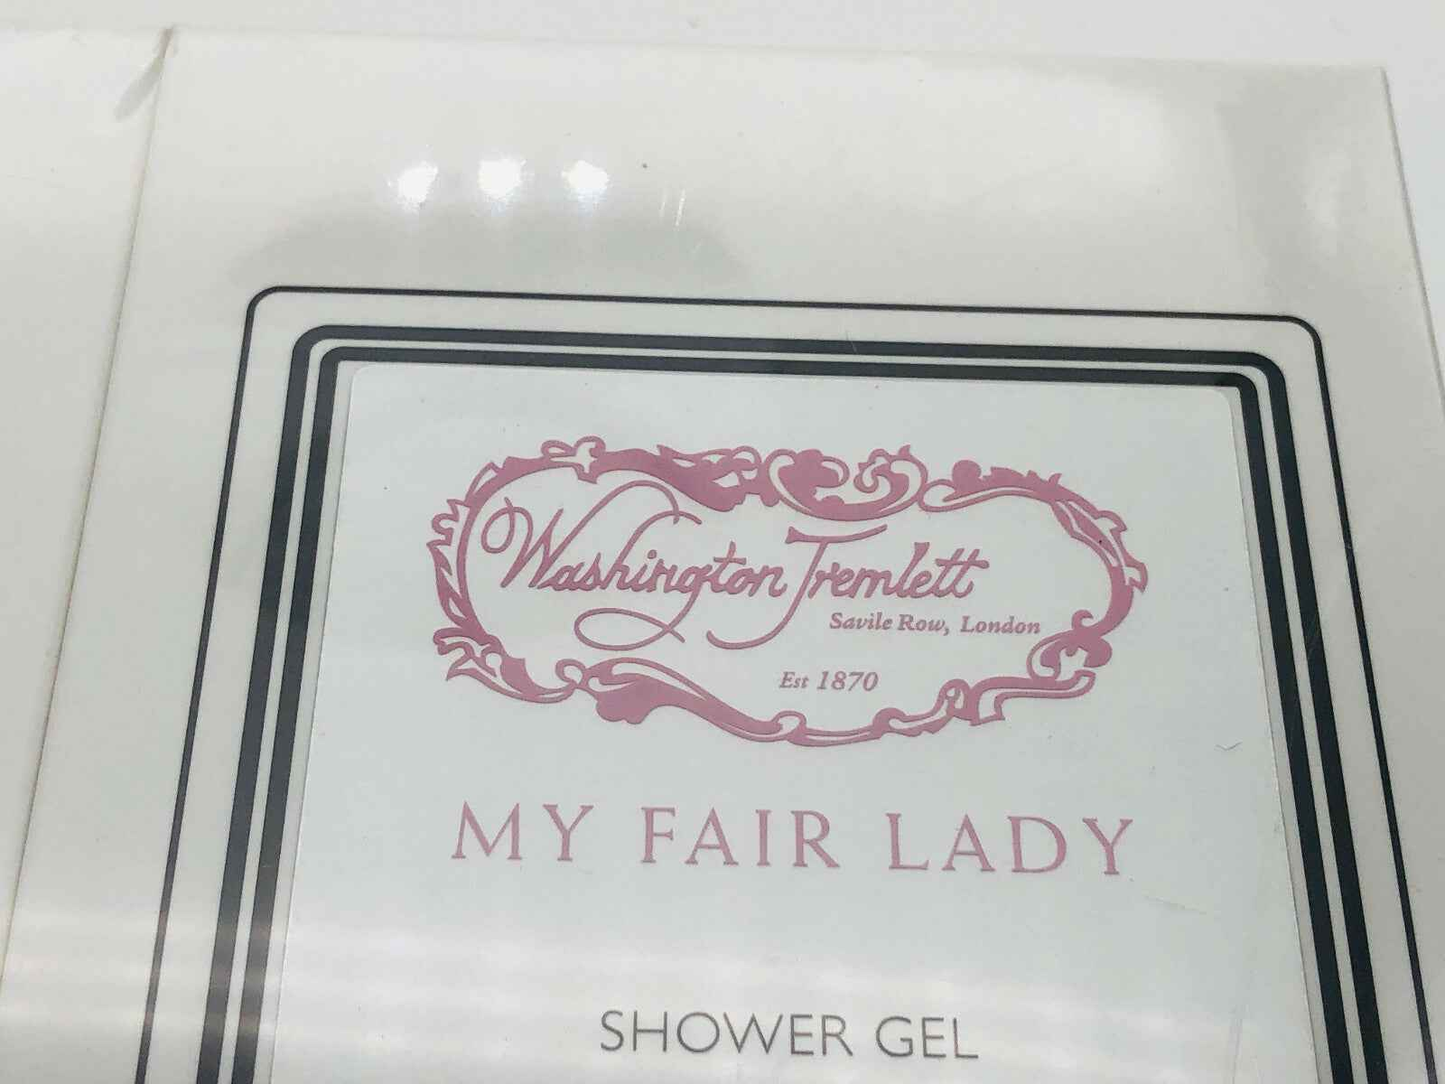 Washington Tremlett
Savile Row, London
Est 1870
MY FAIR LADY
SHOWER GEL